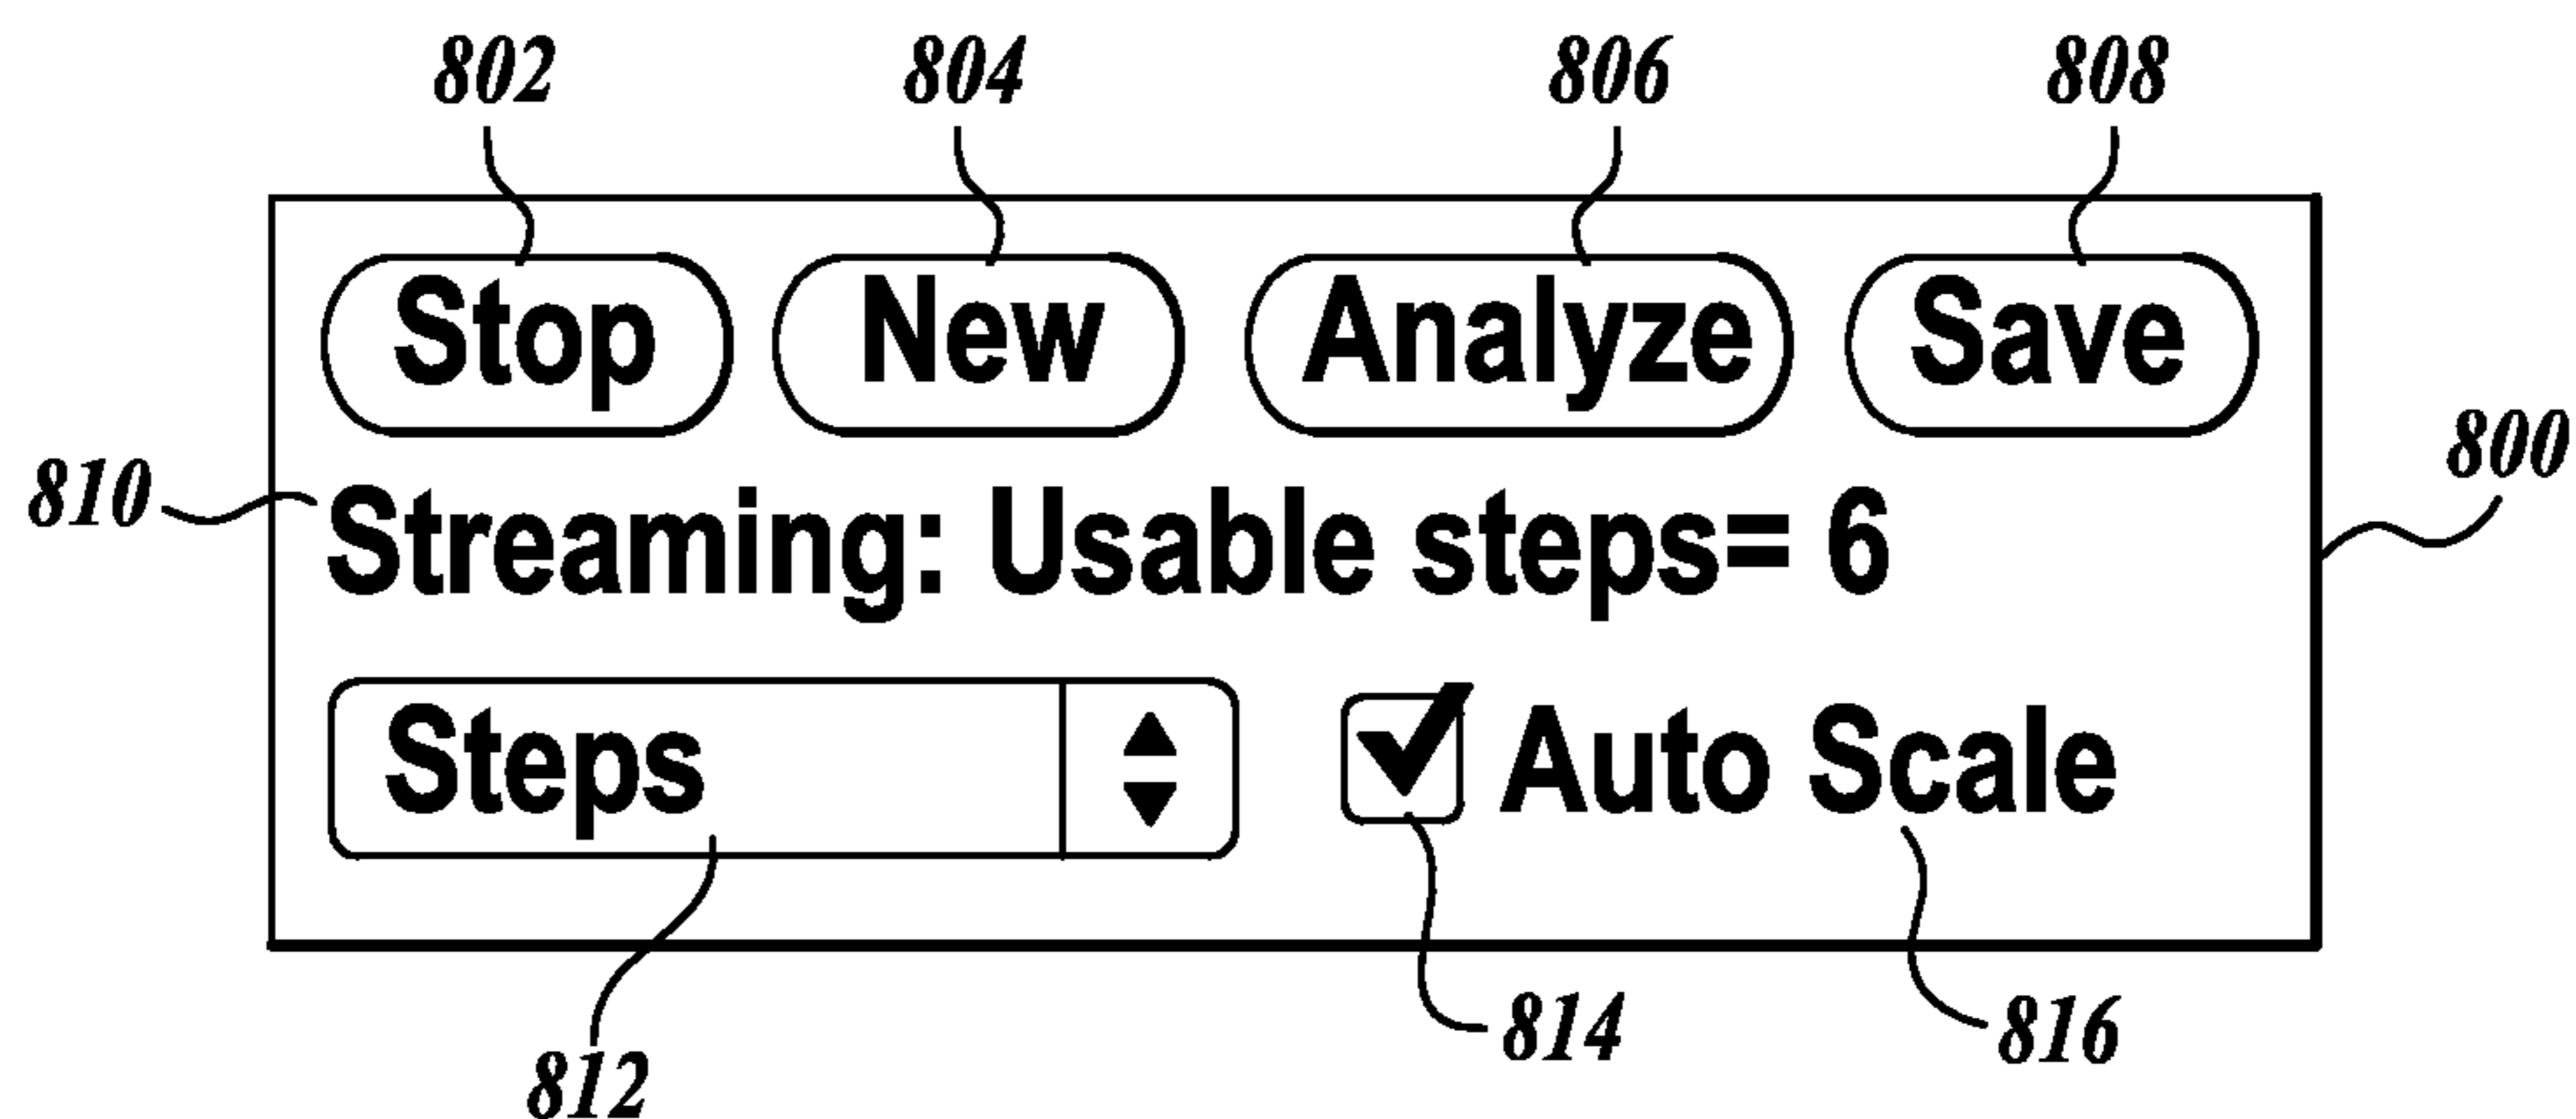 802 804 806 808
Stop New Analyze Save
800
810 Streaming: Usable steps= 6
Steps Auto Scale
812 814 816